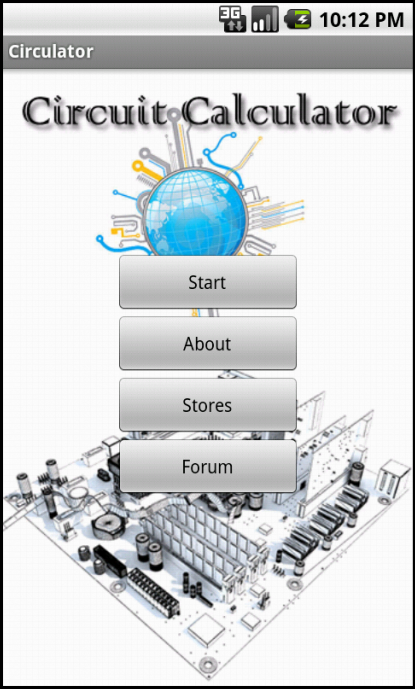 3G 10:12 PM
Circulator
Circuit Calculator
Start
About
Stores
Forum